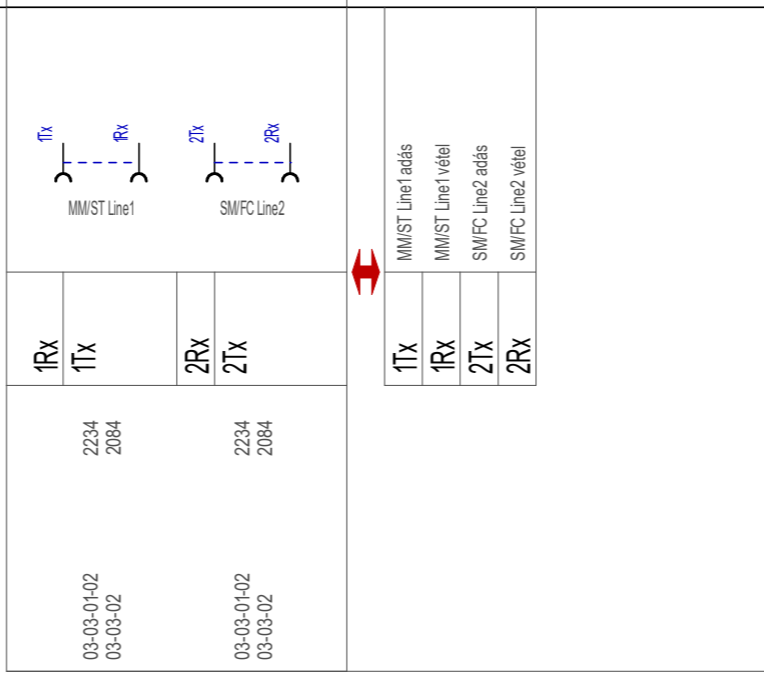 1Tx
1Rx
2Tx
2Rx
MM/ST Line1
SM/FC Line2
1Rx
1Tx
2Rx
2Tx
2234
2084
2234
2084
03-03-01-02
03-03-02
03-03-01-02
03-03-02
MM/ST Line1 adás
MM/ST Line1 vétel
SM/FC Line2 adás
SM/FC Line2 vétel
1Tx
1Rx
2Tx
2Rx